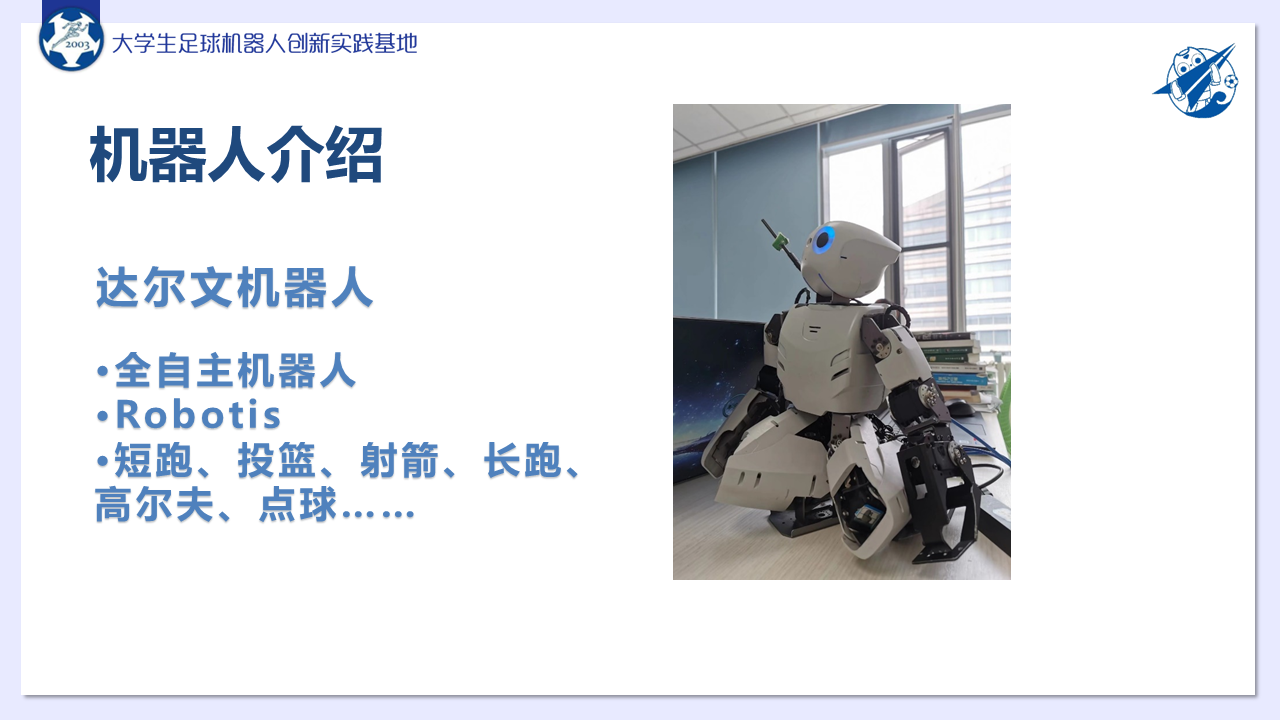 2003
大学生足球机器人创新实践基地
机器人介绍
达尔文机器人
•全自主机器人
•Robotis
•短跑、投篮、射箭、长跑、
高尔夫、点球……